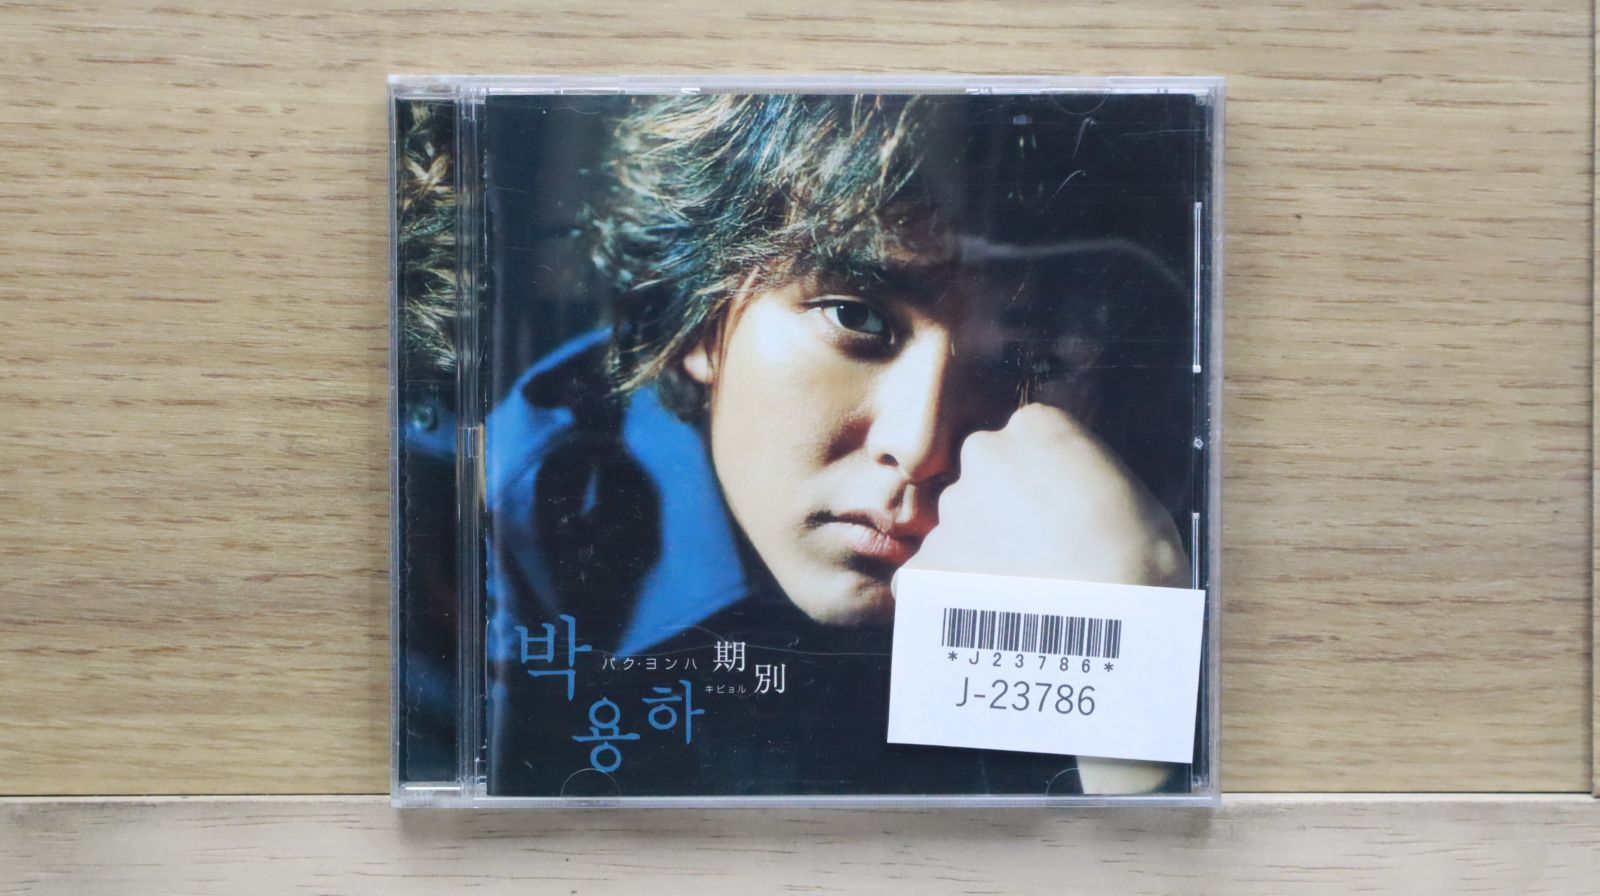 박용하
パク・ヨンハ
期別
キビョル
*J23786*
J-23786